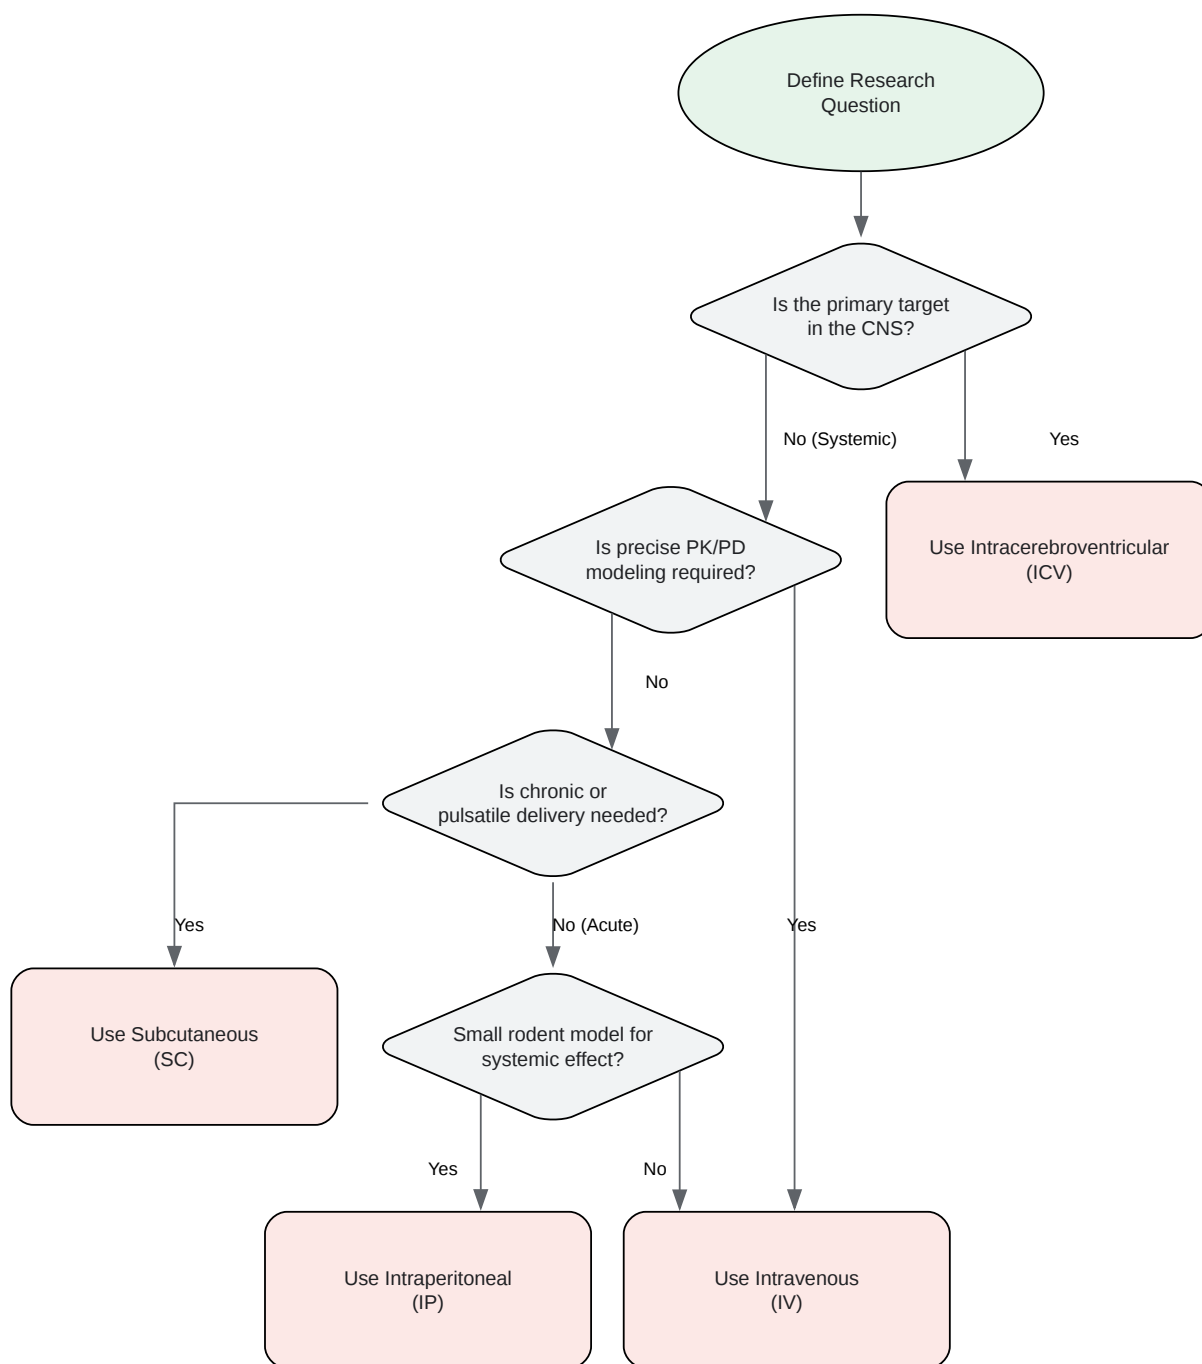 Define Research
Question
Is the primary target
in the CNS?
No (Systemic)
Yes
Is precise PK/PD
modeling required?
Use Intracerebroventricular
(ICV)
No
Is chronic or
pulsatile delivery needed?
Yes
No (Acute)
Yes
Use Subcutaneous
(SC)
Small rodent model for
systemic effect?
Yes
No
Use Intraperitoneal
(IP)
Use Intravenous
(IV)